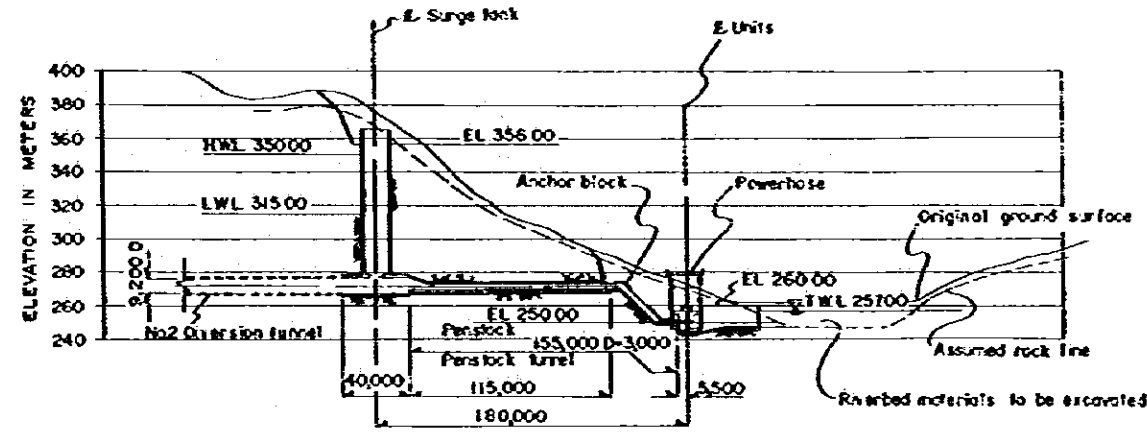 ℄ Surge tank
℄ Units
ELEVATION IN METERS
400
380
360
340
320
300
280
260
240
HWL 350.00
EL 356.00
LWL 315.00
Anchor block
Powerhose
Original ground surface
9,200 D
EL 260.00
TWL 257.00
No.2 Diversion tunnel
EL 250.00
Penstock
155,000 D=3,000
Penstock tunnel
Assumed rock line
40,000
115,000
5,500
Riverbed materials to be excavated
180,000